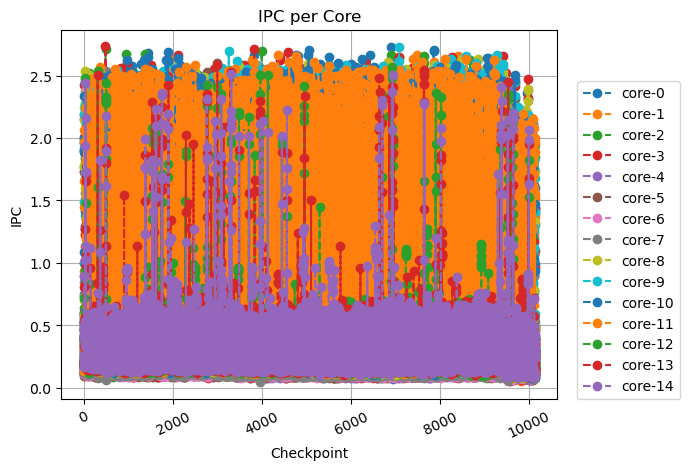 IPC per Core
IPC
2.5
2.0
1.5
1.0
0.5
0.0
0
2000
4000
6000
8000
10000
Checkpoint
core-0
core-1
core-2
core-3
core-4
core-5
core-6
core-7
core-8
core-9
core-10
core-11
core-12
core-13
core-14